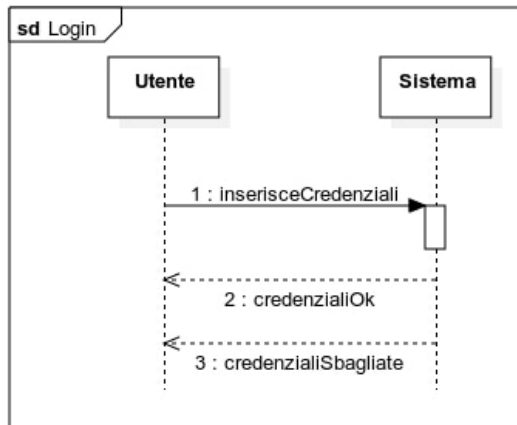 sd Login
Utente
Sistema
1 : inserisceCredenziali
2 : credenzialiOk
3 : credenzialiSbagliate